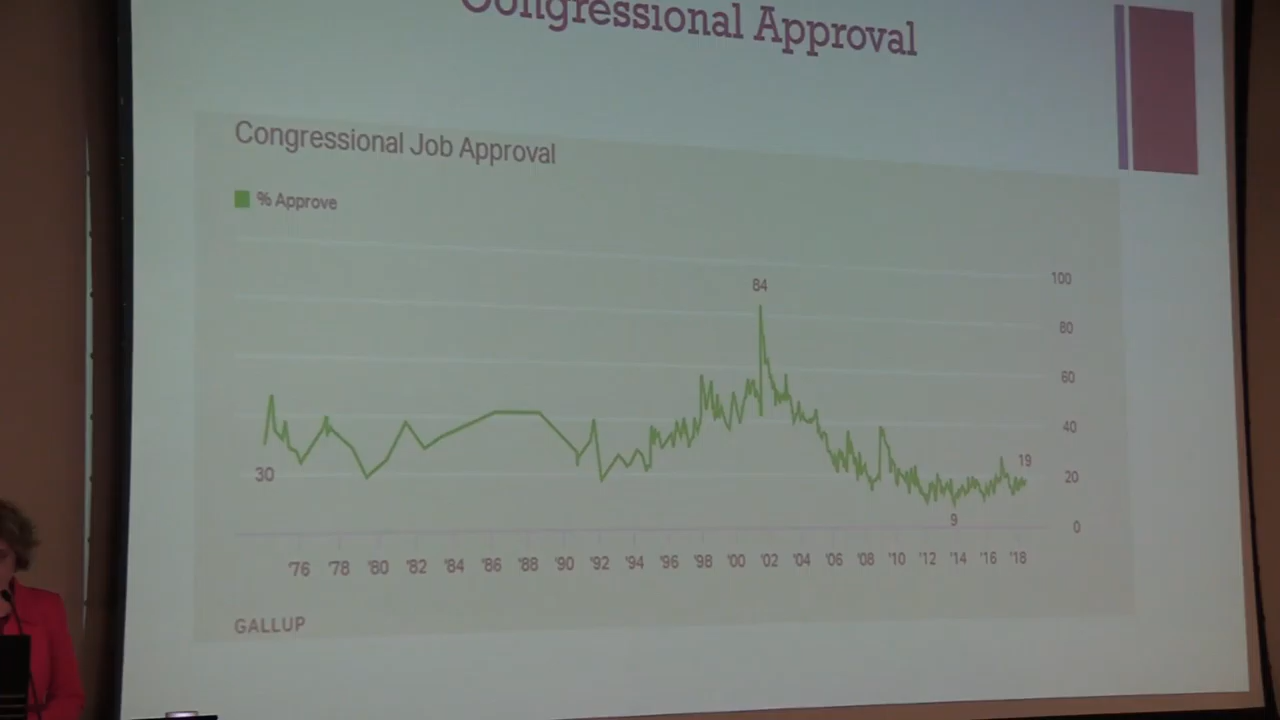 Congressional Approval
Congressional Job Approval
% Approve
84
100
80
60
40
19
30
20
9
0
'76 '78 '80 '82 '84 '86 '88 '90 '92 '94 '96 '98 '00 '02 '04 '06 '08 '10 '12 '14 '16 '18
GALLUP